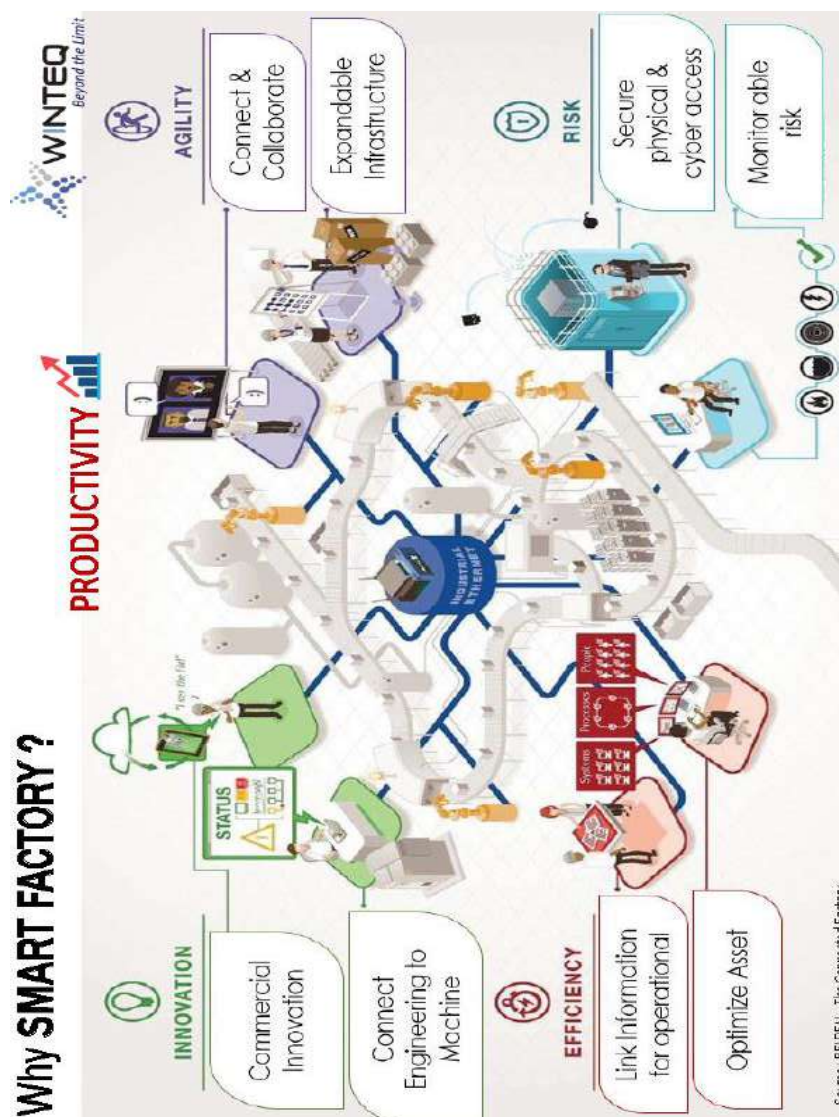 Why SMART FACTORY ?
PRODUCTIVITY
WINTEQ
Beyond the Limit
INNOVATION
Commercial
Innovation
Connect
Engineering to
Machine
STATUS
"I see the Fix!"
AGILITY
Connect &
Collaborate
Expandable
Infrastructure
INDUSTRIAL
ETHERNET
EFFICIENCY
Link Information
for operational
Optimize Asset
Systems
Processes
People
RISK
Secure
physical &
cyber access
Monitor able
risk